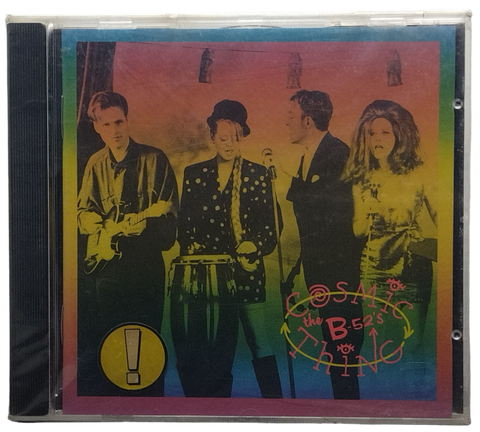 COSMIC
the B-52's
THiNG
!